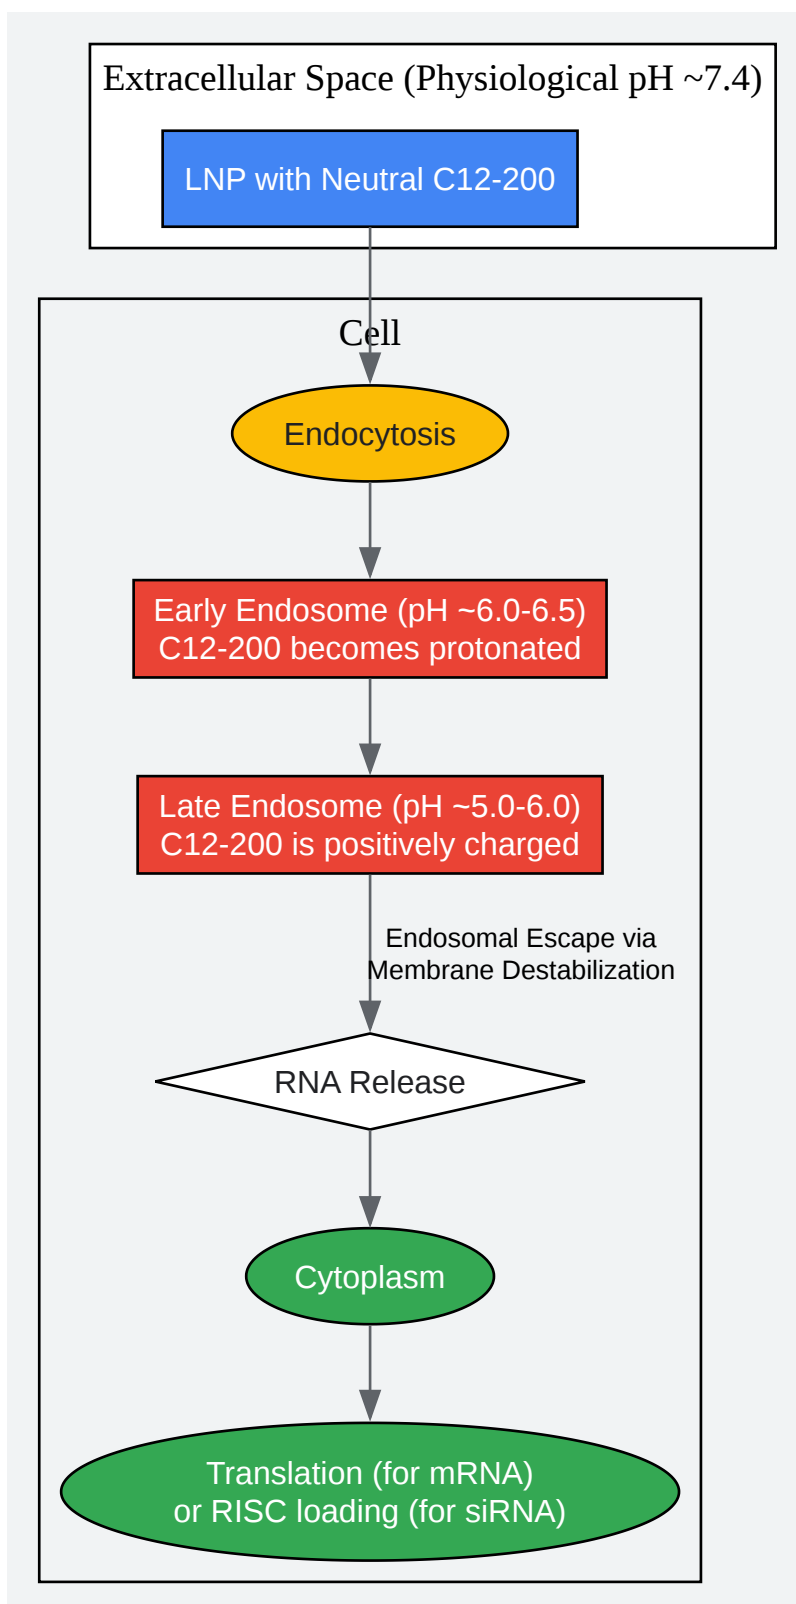 Extracellular Space (Physiological pH ~7.4)
LNP with Neutral C12-200
Cell
Endocytosis
Early Endosome (pH ~6.0-6.5)
C12-200 becomes protonated
Late Endosome (pH ~5.0-6.0)
C12-200 is positively charged
Endosomal Escape via
Membrane Destabilization
RNA Release
Cytoplasm
Translation (for mRNA)
or RISC loading (for siRNA)